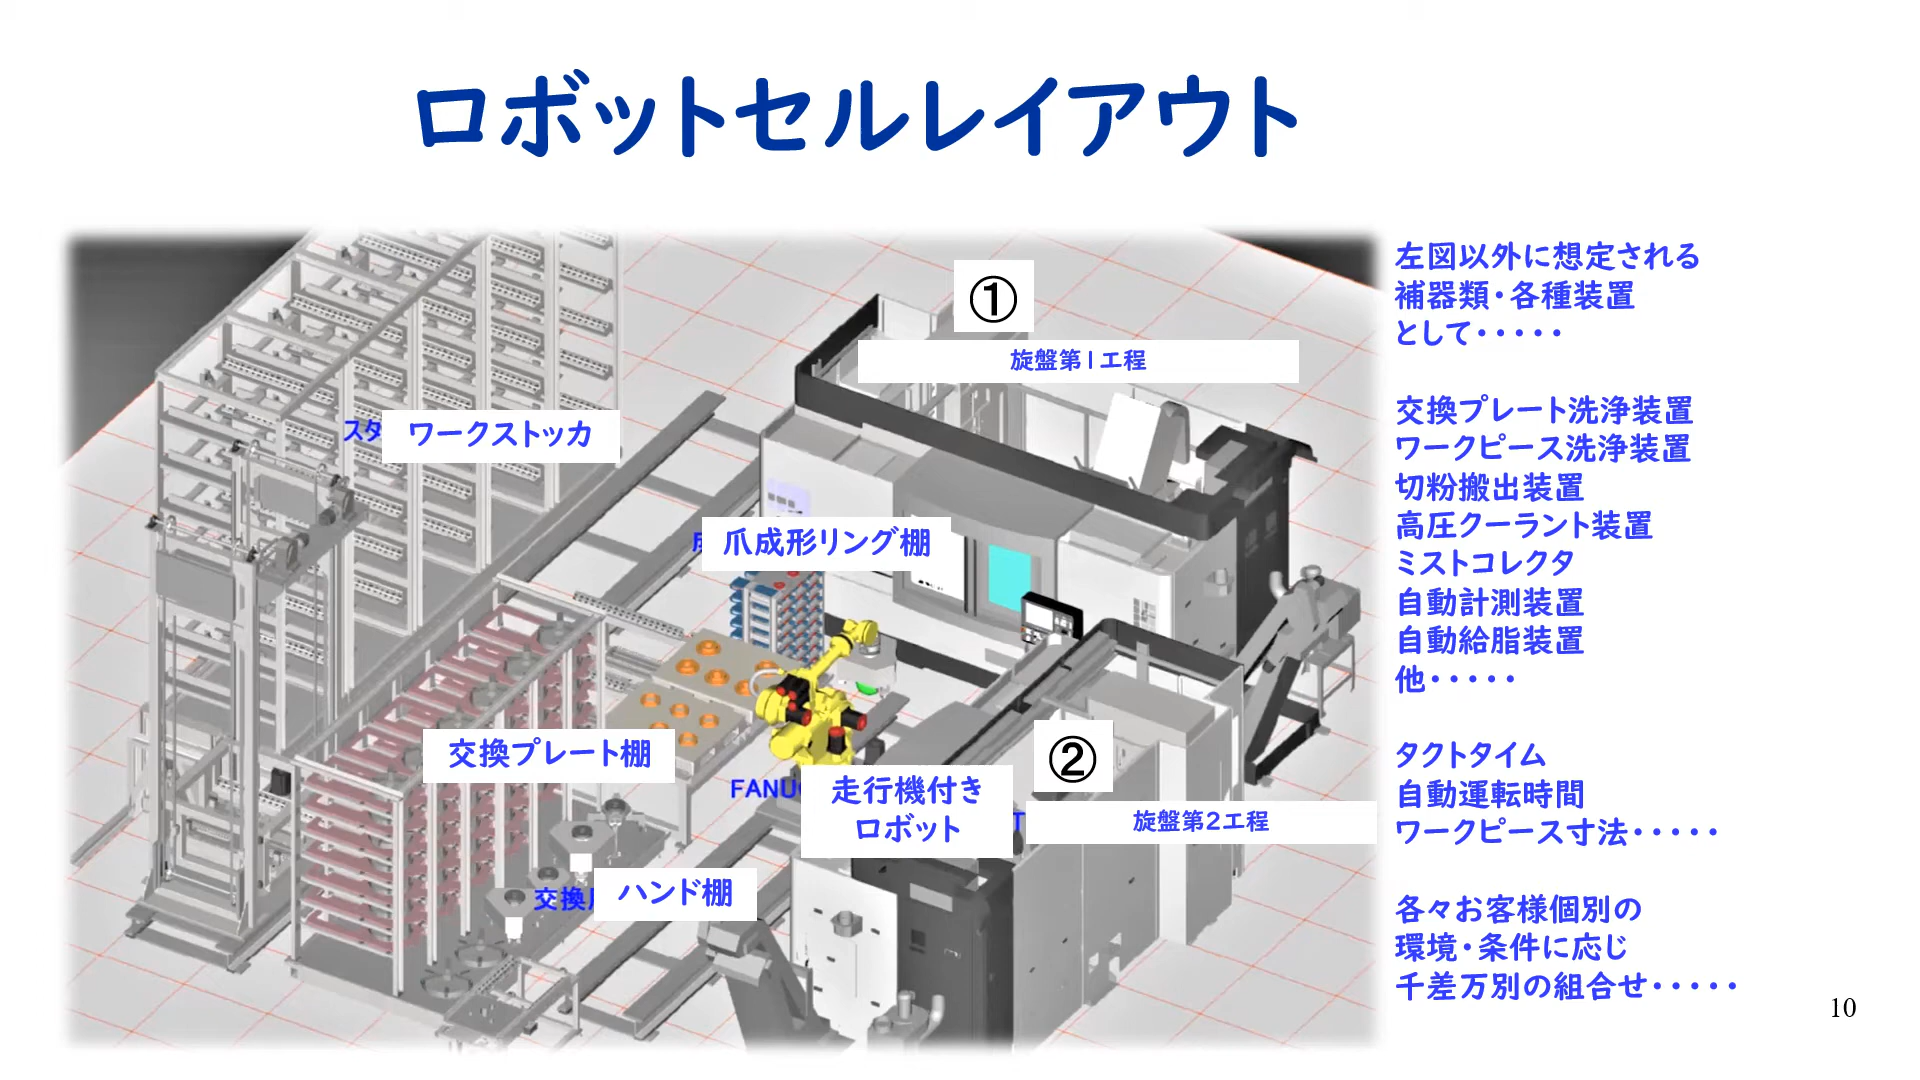 ロボットセルレイアウト
①
旋盤第1工程
スタ
ワークストッカ
爪成形リング棚
交換プレート棚
FANU
走行機付き
ロボット
②
旋盤第2工程
交換
ハンド棚
左図以外に想定される
補器類・各種装置
として・・・・・
交換プレート洗浄装置
ワークピース洗浄装置
切粉搬出装置
高圧クーラント装置
ミストコレクタ
自動計測装置
自動給脂装置
他・・・・・
タクトタイム
自動運転時間
ワークピース寸法・・・・・
各々お客様個別の
環境・条件に応じ
千差万別の組合せ・・・・・
10